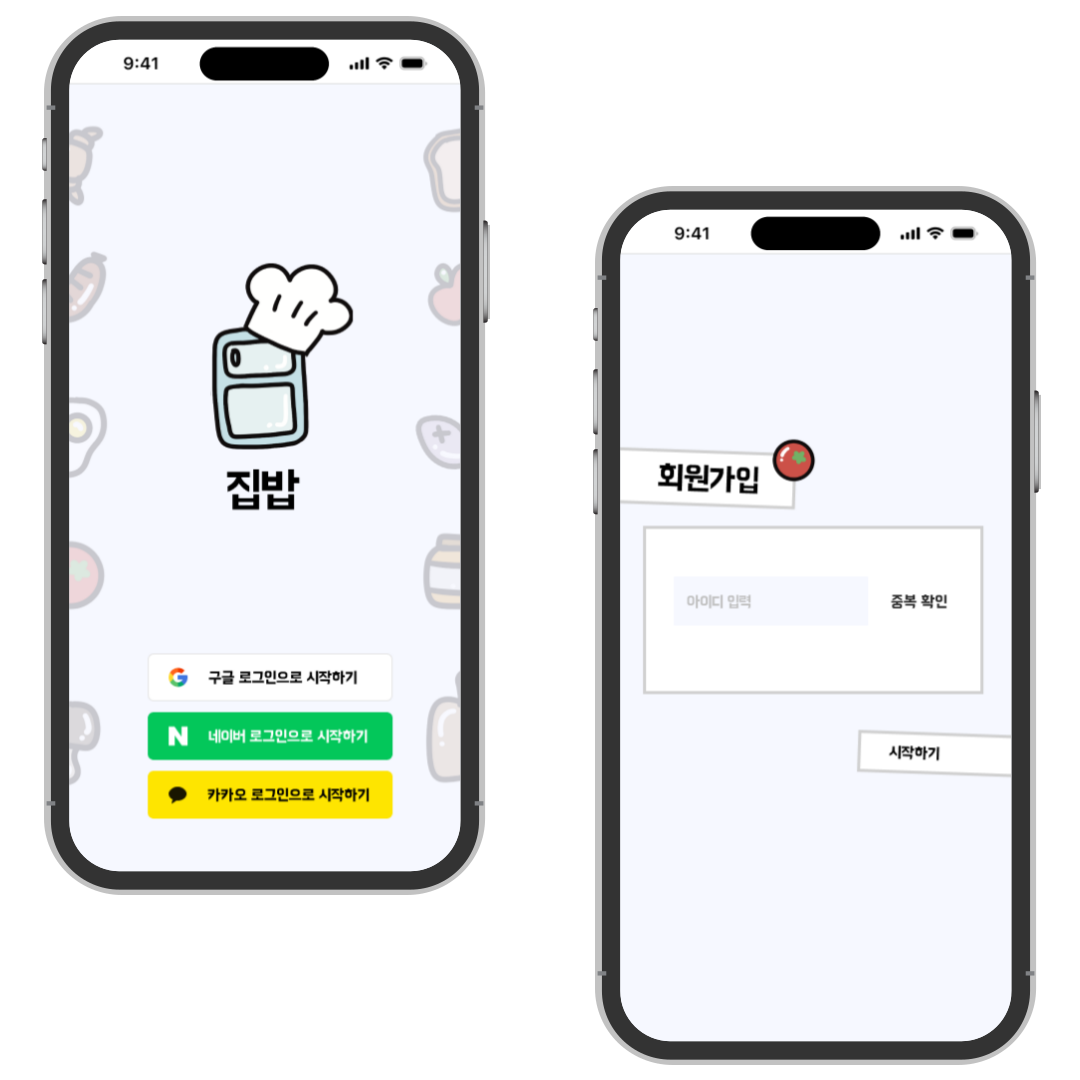 9:41
집밥
구글 로그인으로 시작하기
네이버 로그인으로 시작하기
카카오 로그인으로 시작하기
9:41
회원가입
아이디 입력
중복 확인
시작하기